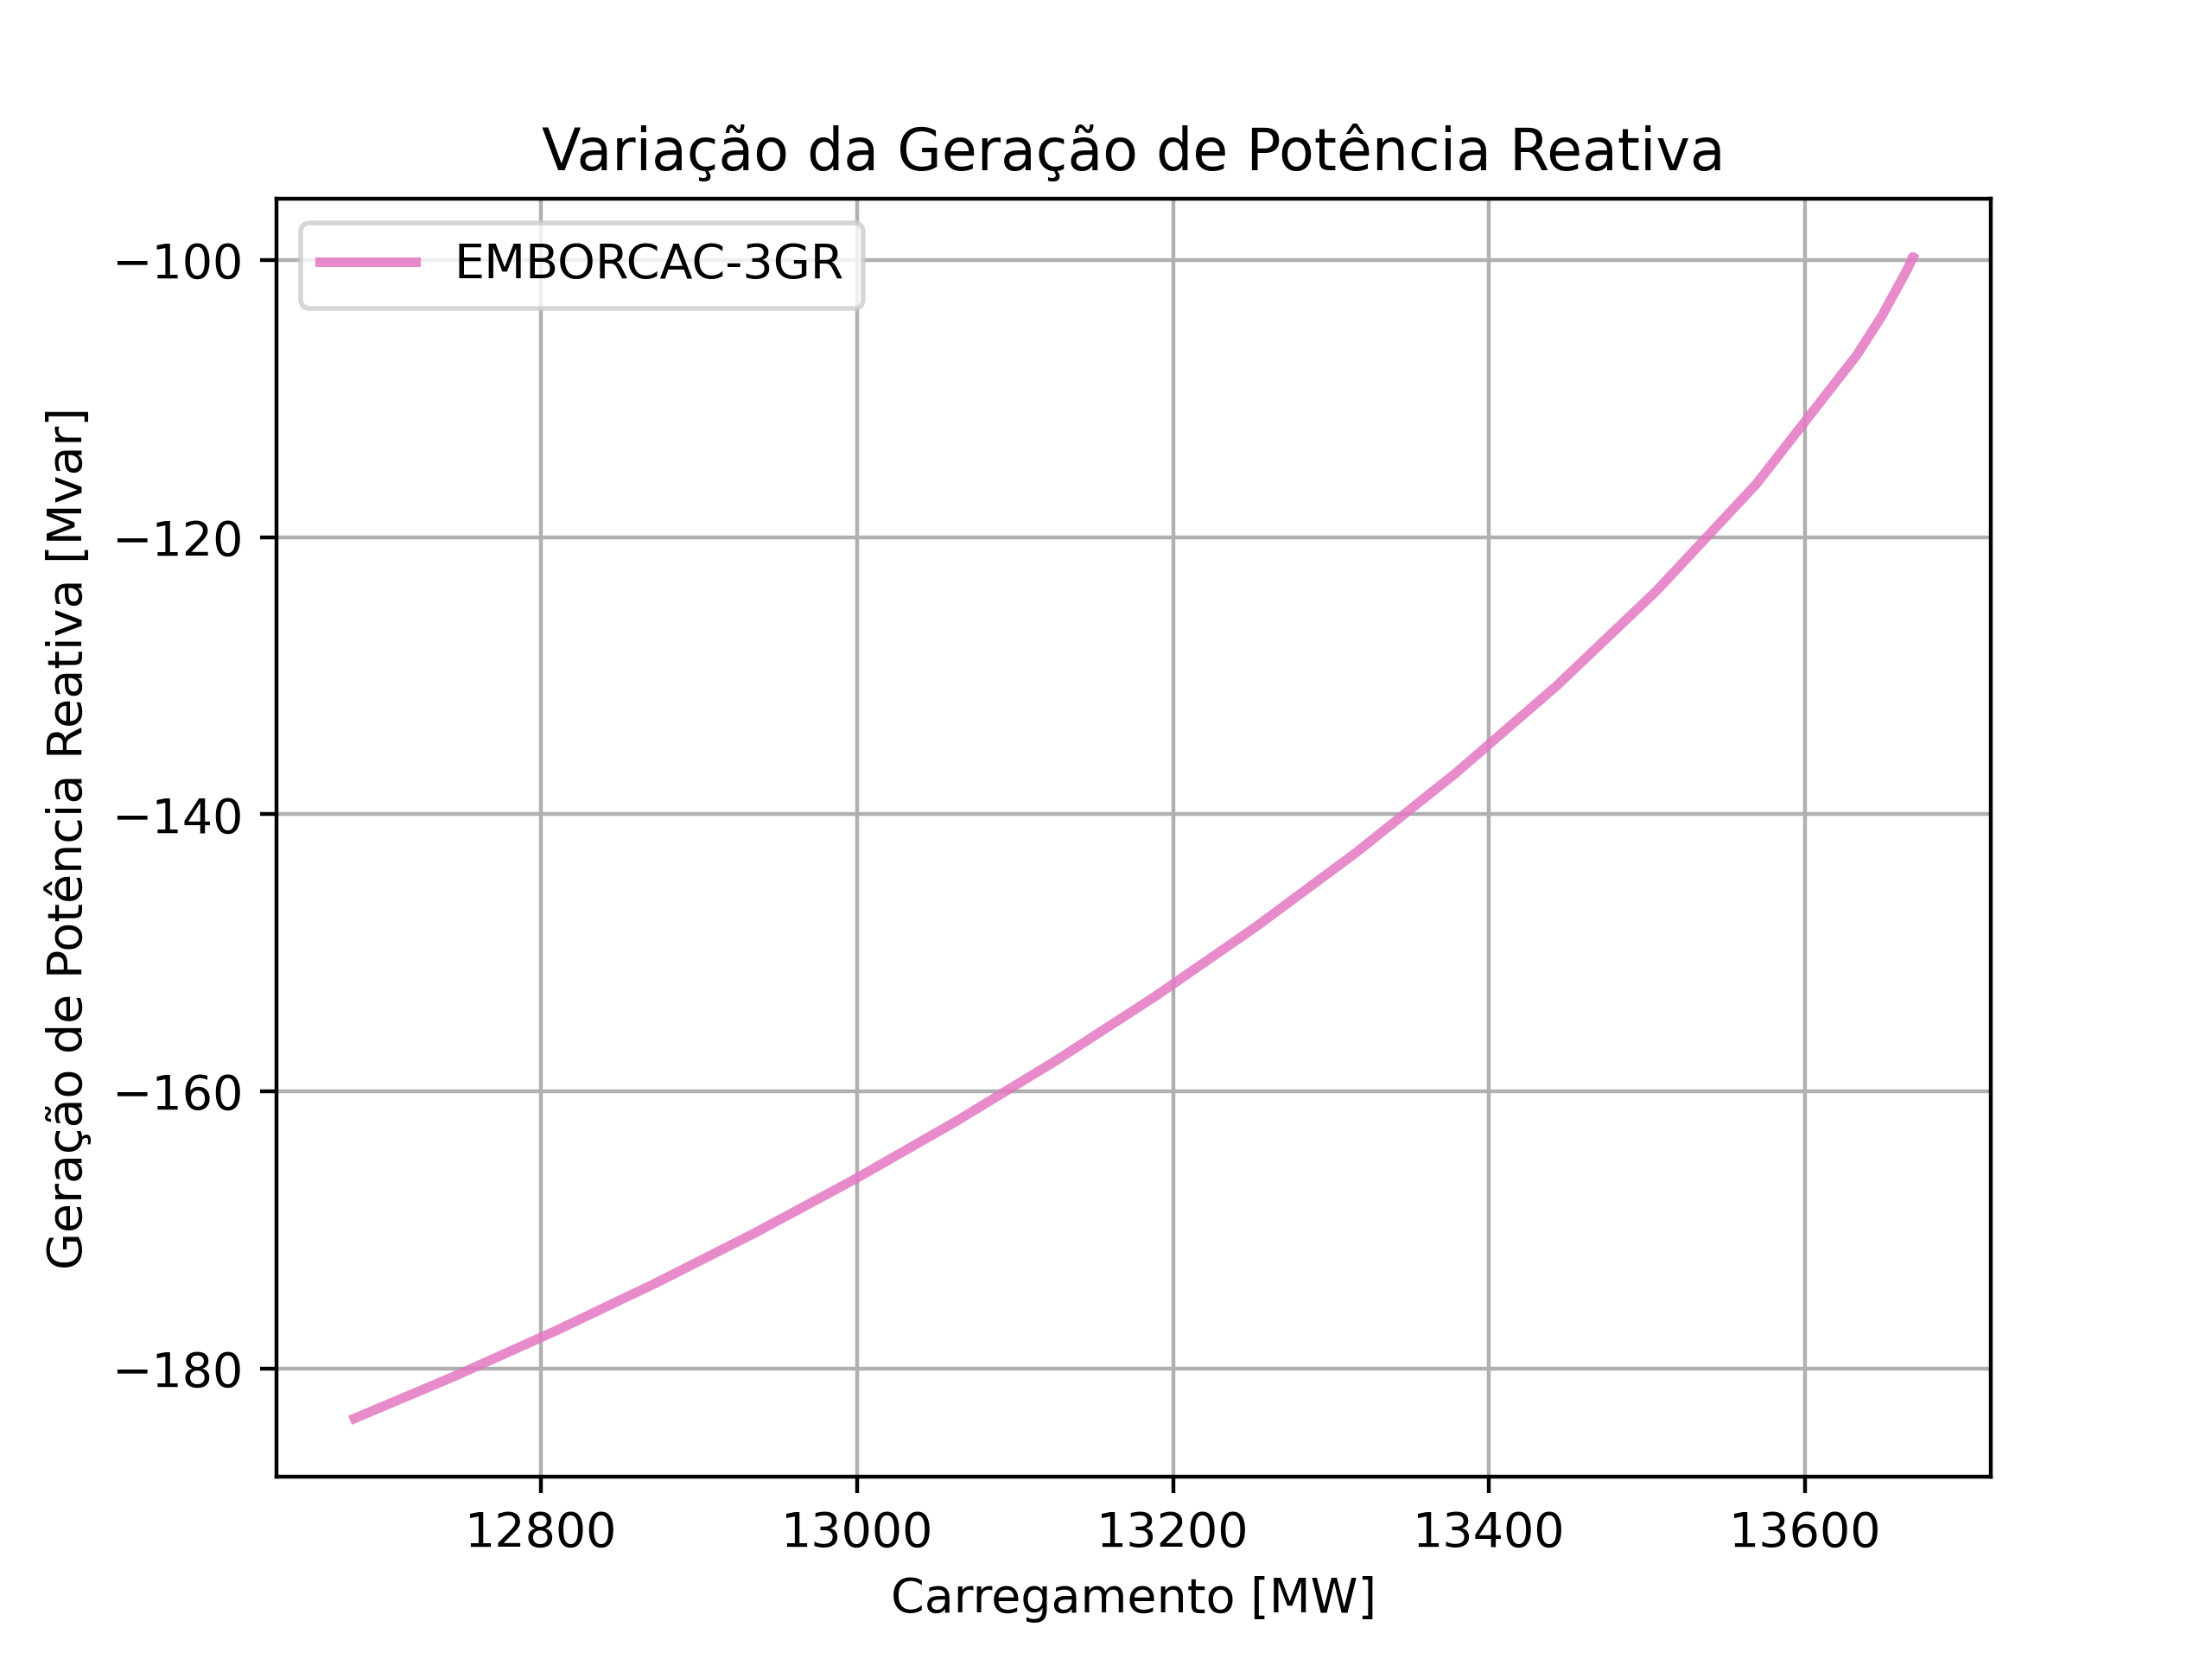 Variação da Geração de Potência Reativa
EMBORCAC-3GR
Geração de Potência Reativa [Mvar]
−100
−120
−140
−160
−180
12800 13000 13200 13400 13600
Carregamento [MW]